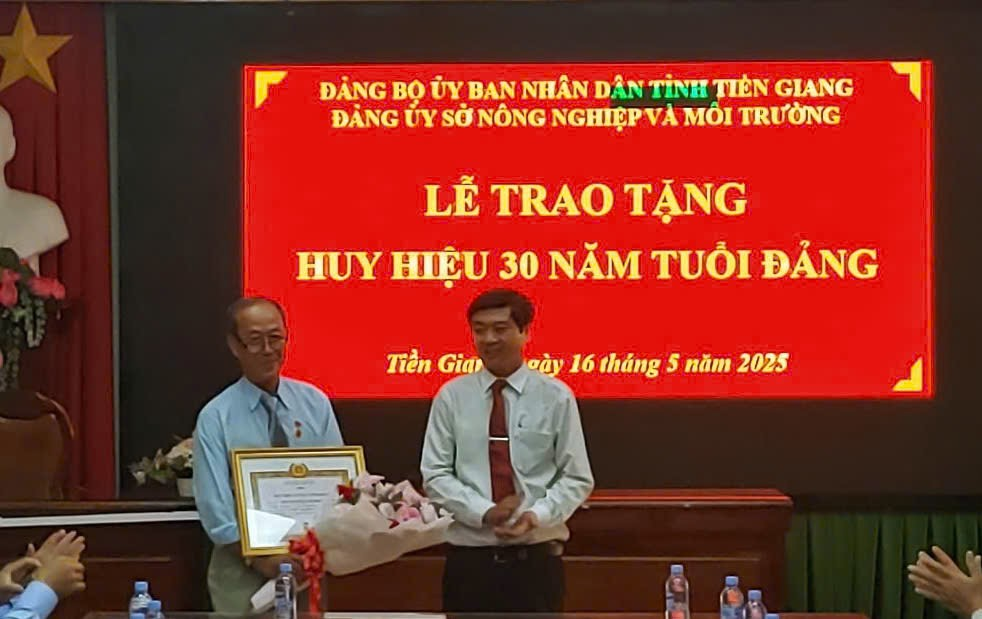 ĐẢNG BỘ ỦY BAN NHÂN DÂN TỈNH TIỀN GIANG
ĐẢNG ỦY SỞ NÔNG NGHIỆP VÀ MÔI TRƯỜNG
LỄ TRAO TẶNG
HUY HIỆU 30 NĂM TUỔI ĐẢNG
Tiền Gian ngày 16 tháng 5 năm 2025